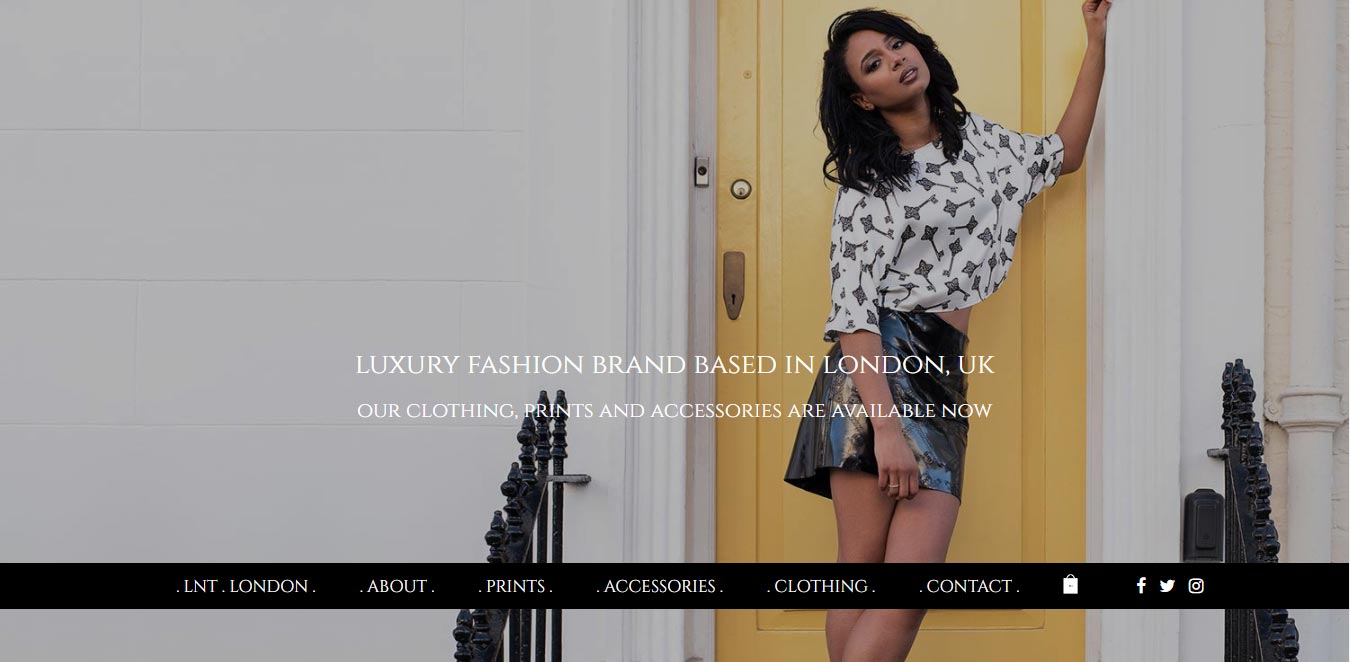 LUXURY FASHION BRAND BASED IN LONDON, UK
OUR CLOTHING, PRINTS AND ACCESSORIES ARE AVAILABLE NOW
. LNT . LONDON . . ABOUT . . PRINTS . . ACCESSORIES . . CLOTHING . . CONTACT .